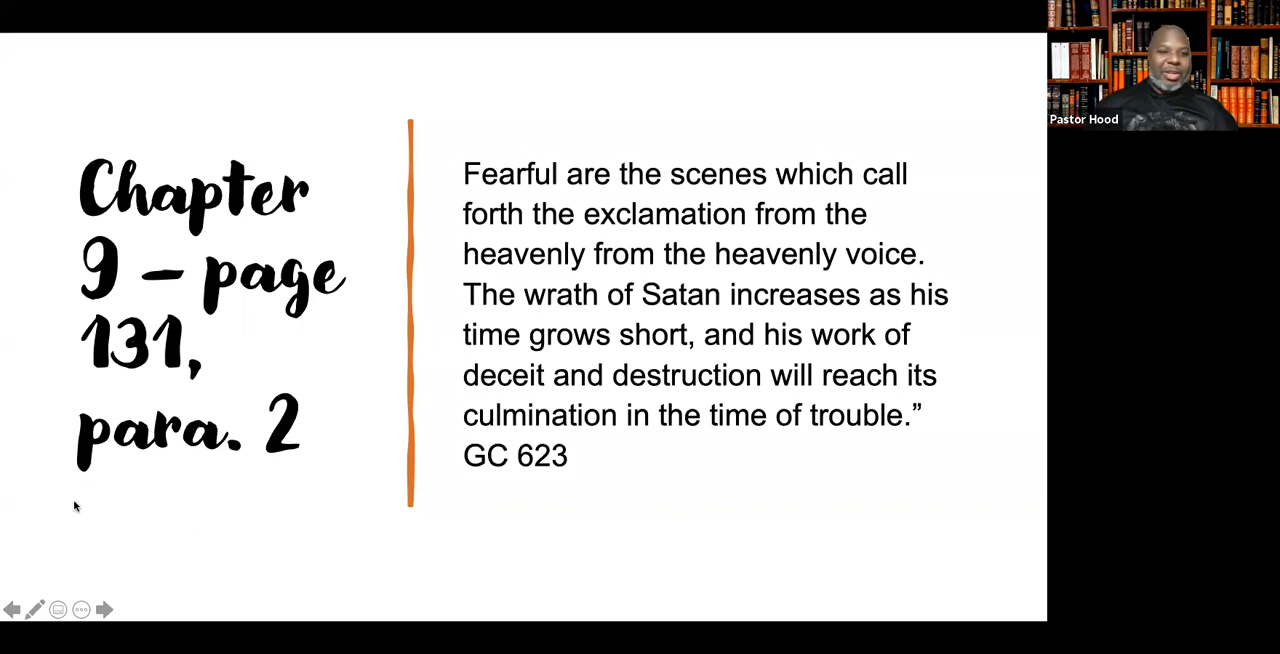 Chapter
9 – page
131,
para. 2
Fearful are the scenes which call
forth the exclamation from the
heavenly from the heavenly voice.
The wrath of Satan increases as his
time grows short, and his work of
deceit and destruction will reach its
culmination in the time of trouble.”
GC 623
Pastor Hood